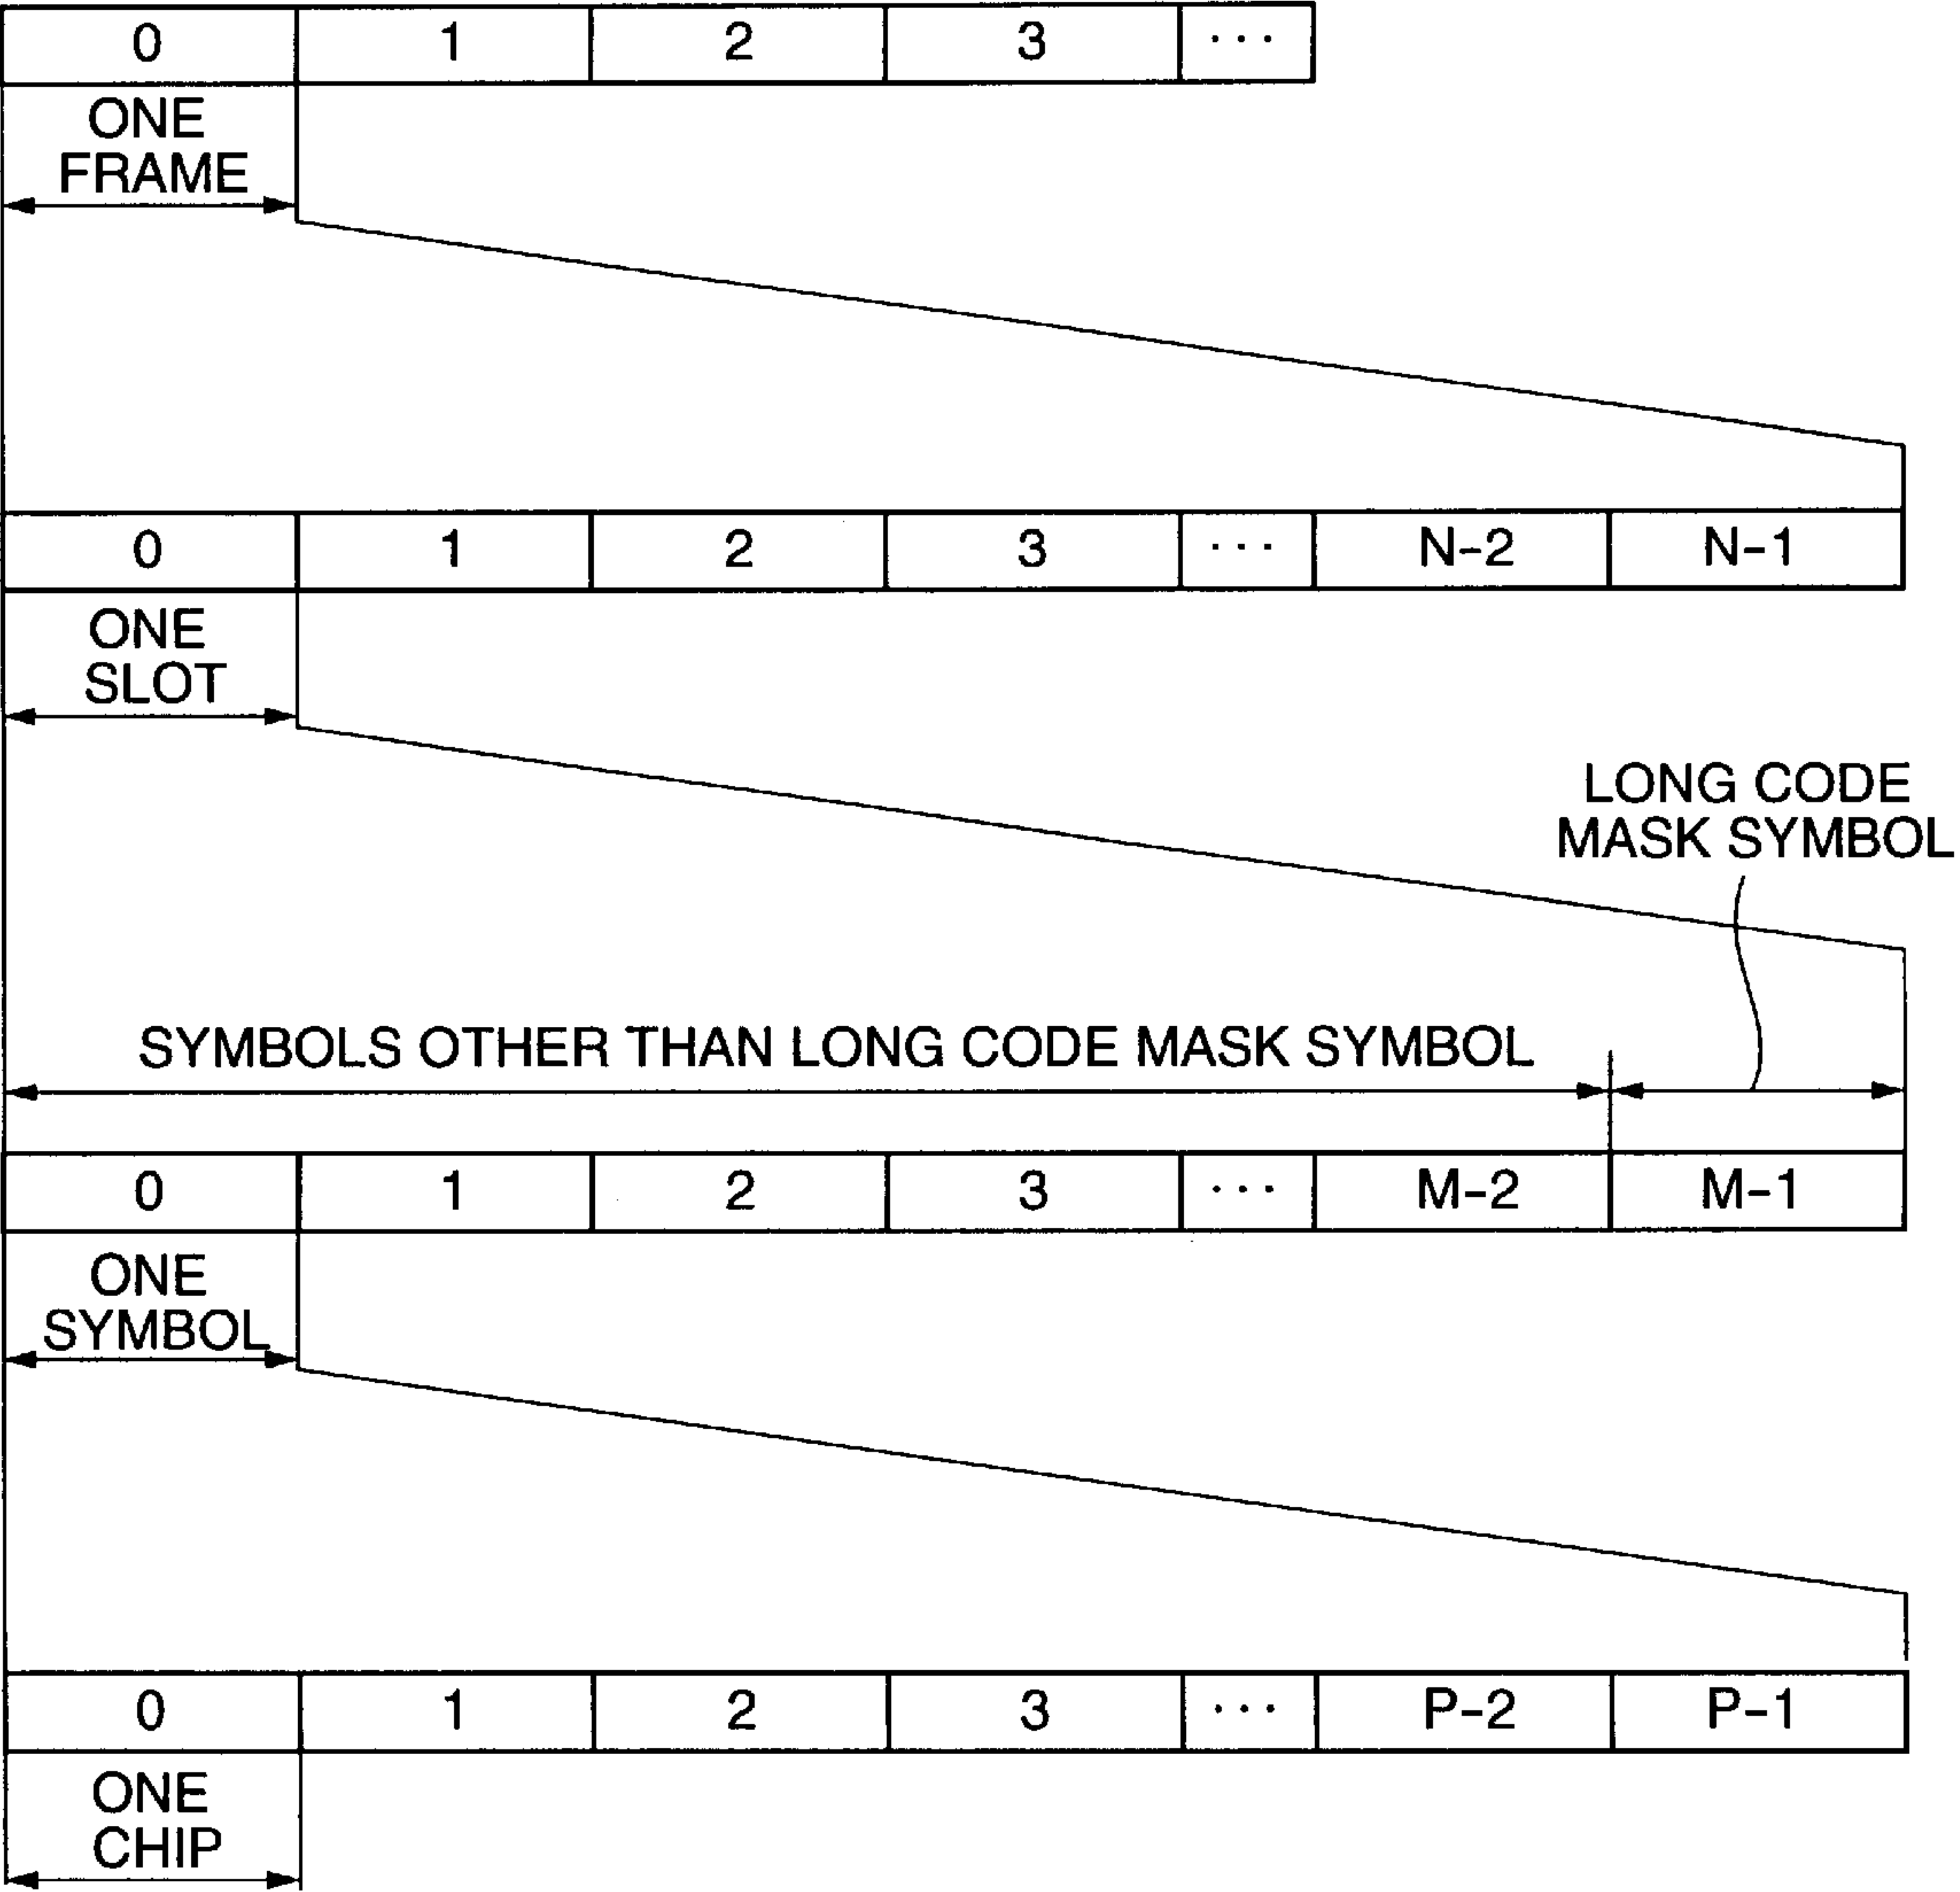 0 1 2 3 ...
ONE
FRAME
0 1 2 3 ... N-2 N-1
ONE
SLOT
LONG CODE
MASK SYMBOL
SYMBOLS OTHER THAN LONG CODE MASK SYMBOL
0 1 2 3 ... M-2 M-1
ONE
SYMBOL
0 1 2 3 ... P-2 P-1
ONE
CHIP